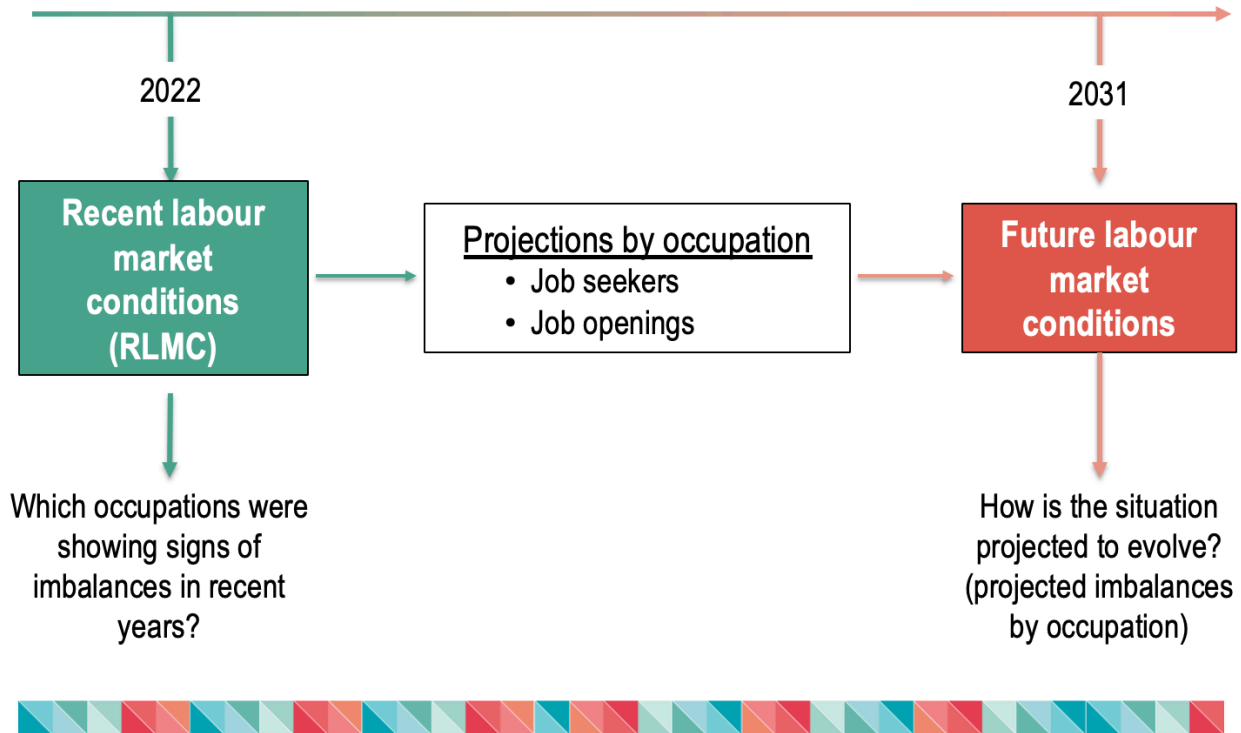 2022
2031
Recent labour
market
conditions
(RLMC)
Projections by occupation
• Job seekers
• Job openings
Future labour
market
conditions
Which occupations were
showing signs of
imbalances in recent
years?
How is the situation
projected to evolve?
(projected imbalances
by occupation)